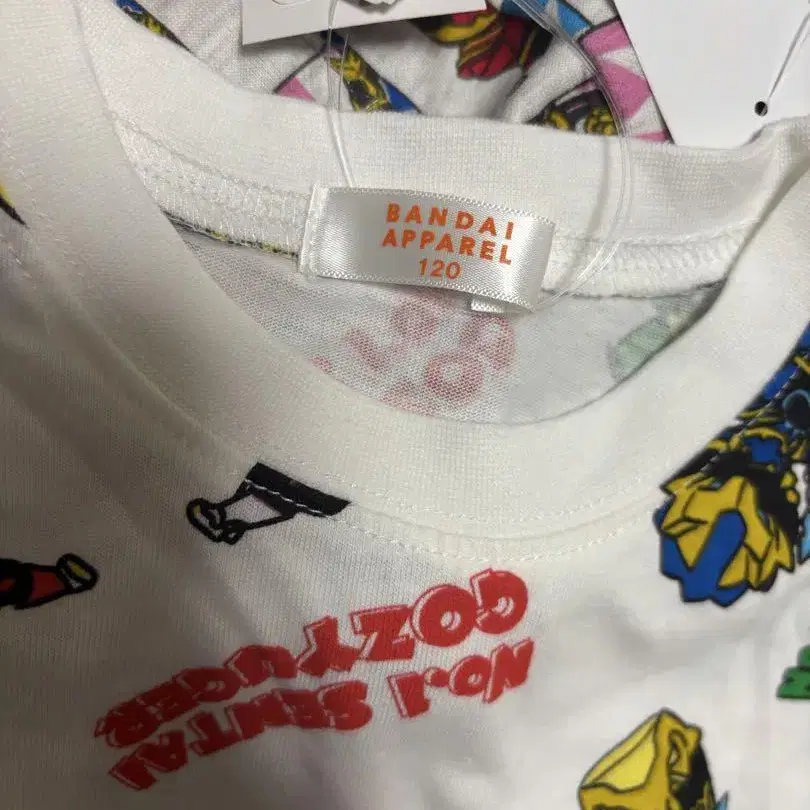 BANDAI
APPAREL
120
NO.1 SENTAI
GOZYUGER